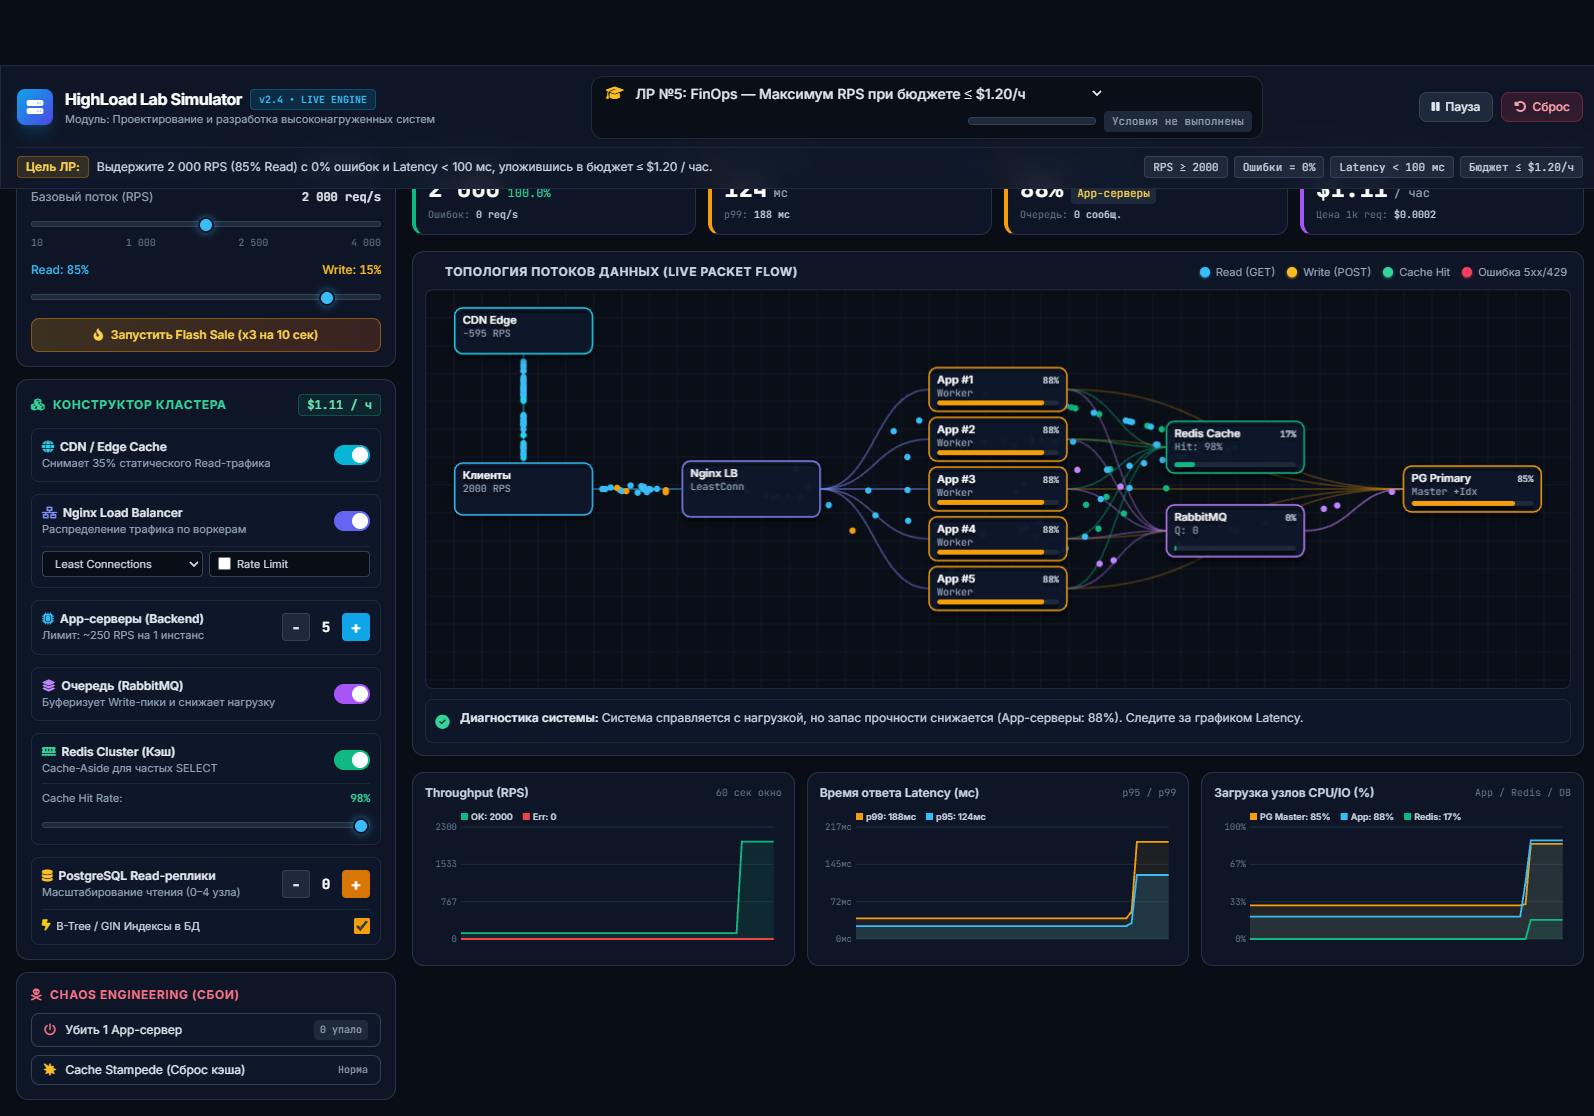 HighLoad Lab Simulator
v2.4 • LIVE ENGINE
Модуль: Проектирование и разработка высоконагруженных систем
ЛР №5: FinOps — Максимум RPS при бюджете ≤ $1.20/ч
Условия не выполнены
Пауза
Сброс
Цель ЛР:
Выдержите 2 000 RPS (85% Read) с 0% ошибок и Latency < 100 мс, уложившись в бюджет ≤ $1.20 / час.
RPS ≥ 2000
Ошибки = 0%
Latency < 100 мс
Бюджет ≤ $1.20/ч
Базовый поток (RPS)
2 000 req/s
10
1 000
2 500
4 000
Read: 85%
Write: 15%
Запустить Flash Sale (x3 на 10 сек)
2 000 100.0%
Ошибок: 0 req/s
124 мс
p99: 188 мс
88% App-серверы
Очередь: 0 сообщ.
$1.11 / час
Цена 1k req: $0.0002
КОНСТРУКТОР КЛАСТЕРА
$1.11 / ч
CDN / Edge Cache
Снимает 35% статического Read-трафика
Nginx Load Balancer
Распределение трафика по воркерам
Least Connections
Rate Limit
App-серверы (Backend)
Лимит: ~250 RPS на 1 инстанс
-
5
+
Очередь (RabbitMQ)
Буферизует Write-пики и снижает нагрузку
Redis Cluster (Кэш)
Cache-Aside для частых SELECT
Cache Hit Rate:
98%
PostgreSQL Read-реплики
Масштабирование чтения (0–4 узла)
-
0
+
B-Tree / GIN Индексы в БД
CHAOS ENGINEERING (СБОИ)
Убить 1 App-сервер
0 упало
Cache Stampede (Сброс кэша)
Норма
ТОПОЛОГИЯ ПОТОКОВ ДАННЫХ (LIVE PACKET FLOW)
Read (GET)
Write (POST)
Cache Hit
Ошибка 5xx/429
CDN Edge
-595 RPS
Клиенты
2000 RPS
Nginx LB
LeastConn
App #1
88%
Worker
App #2
88%
Worker
App #3
88%
Worker
App #4
88%
Worker
App #5
88%
Worker
Redis Cache
17%
Hit: 98%
RabbitMQ
0%
Q: 0
PG Primary
85%
Master +Idx
Диагностика системы: Система справляется с нагрузкой, но запас прочности снижается (App-серверы: 88%). Следите за графиком Latency.
Throughput (RPS)
60 сек окно
OK: 2000
Err: 0
2300
1533
767
0
Время ответа Latency (мс)
p95 / p99
p99: 188мс
p95: 124мс
217мс
145мс
72мс
0мс
Загрузка узлов CPU/IO (%)
App / Redis / DB
PG Master: 85%
App: 88%
Redis: 17%
100%
67%
33%
0%